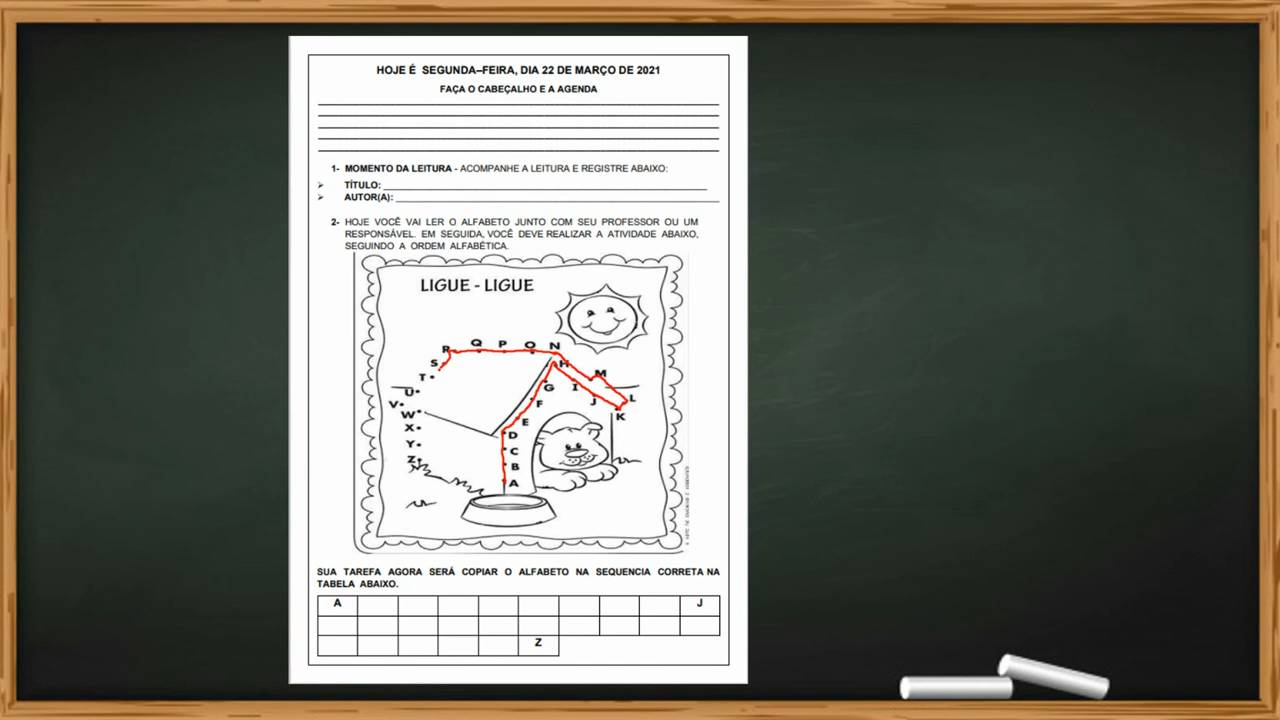 HOJE É SEGUNDA–FEIRA, DIA 22 DE MARÇO DE 2021
FAÇA O CABEÇALHO E A AGENDA
1- MOMENTO DA LEITURA - ACOMPANHE A LEITURA E REGISTRE ABAIXO:
TÍTULO:
AUTOR(A):
2- HOJE VOCÊ VAI LER O ALFABETO JUNTO COM SEU PROFESSOR OU UM
RESPONSÁVEL. EM SEGUIDA, VOCÊ DEVE REALIZAR A ATIVIDADE ABAIXO,
SEGUINDO A ORDEM ALFABÉTICA.
LIGUE - LIGUE
R Q P O N
S H M
T G I
U F J L
V W E K
X D
Y C
Z B
A
SUA TAREFA AGORA SERÁ COPIAR O ALFABETO NA SEQUENCIA CORRETA NA
TABELA ABAIXO.
A J
Z